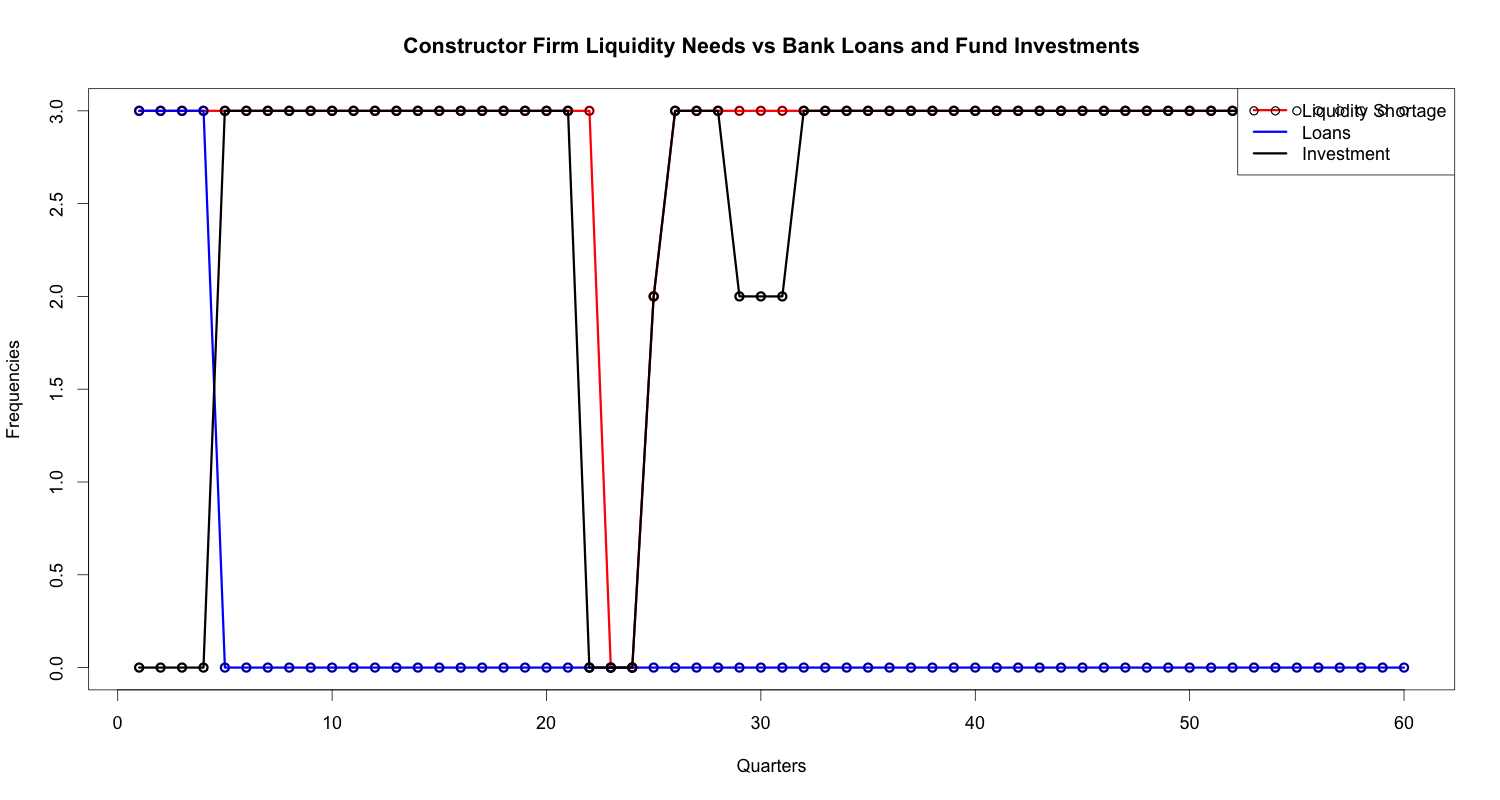 Constructor Firm Liquidity Needs vs Bank Loans and Fund Investments
3.0
2.5
2.0
1.5
1.0
0.5
0.0
Frequencies
Liquidity Shortage
Loans
Investment
0 10 20 30 40 50 60
Quarters